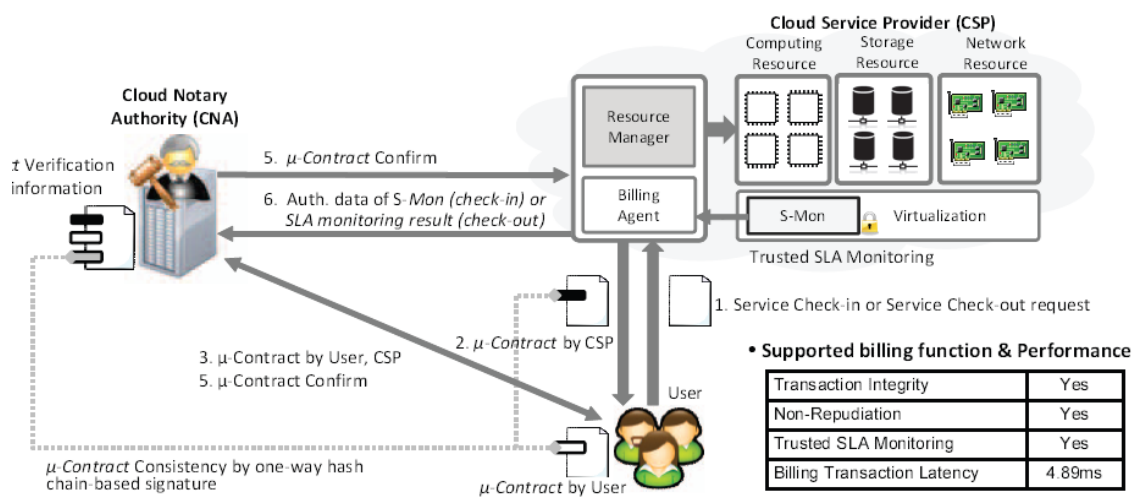 Cloud Service Provider (CSP)
Computing
Resource
Storage
Resource
Network
Resource
Cloud Notary
Authority (CNA)
Resource
Manager
t Verification
information
5. μ-Contract Confirm
6. Auth. data of S-Mon (check-in) or
SLA monitoring result (check-out)
Billing
Agent
S-Mon
Virtualization
Trusted SLA Monitoring
1. Service Check-in or Service Check-out request
2. μ-Contract by CSP
3. μ-Contract by User, CSP
5. μ-Contract Confirm
User
μ-Contract Consistency by one-way hash
chain-based signature
μ-Contract by User
• Supported billing function & Performance
Transaction Integrity Yes
Non-Repudiation Yes
Trusted SLA Monitoring Yes
Billing Transaction Latency 4.89ms